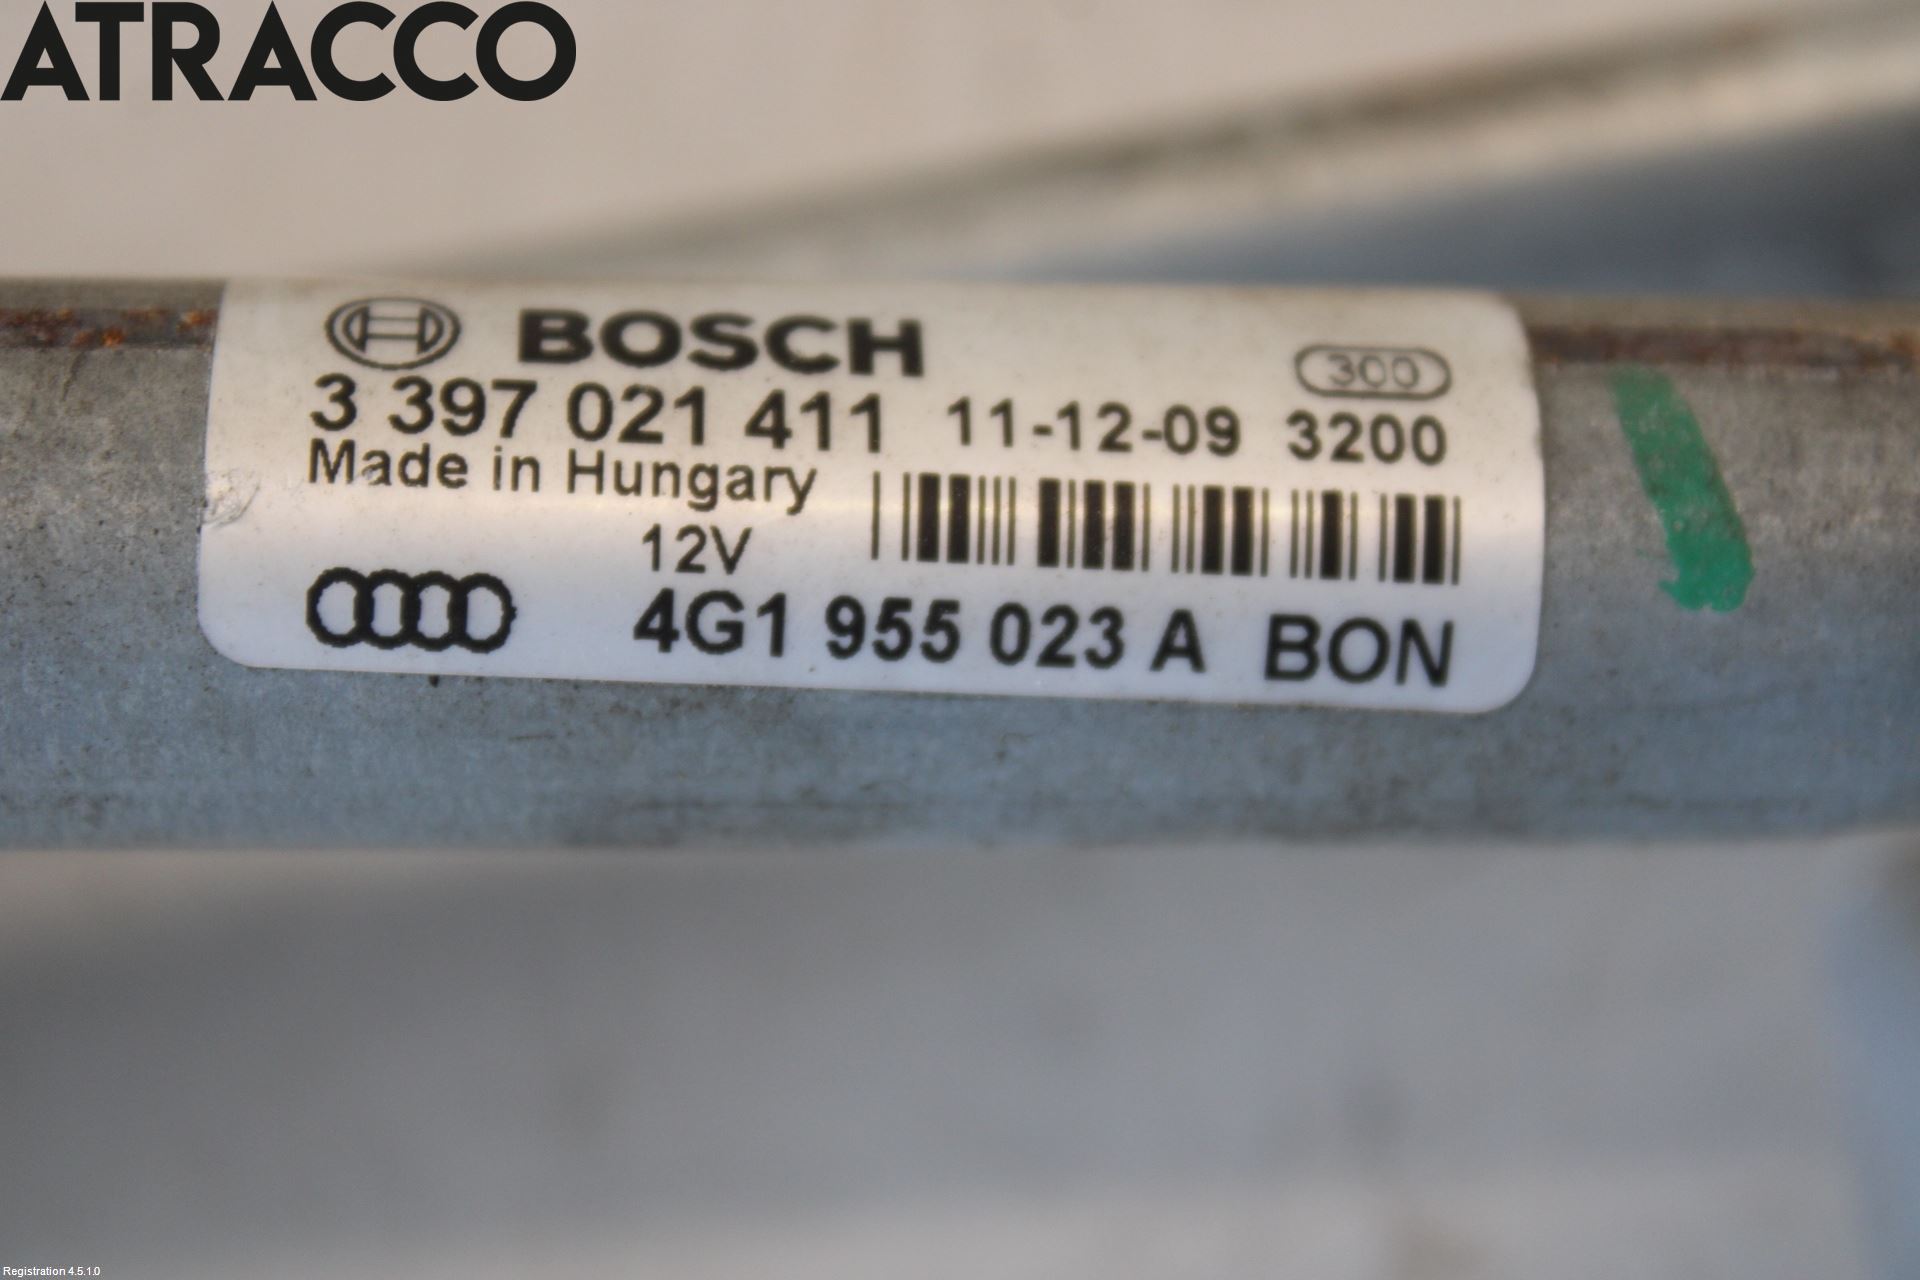 ATRACCO
BOSCH
300
3 397 021 411 11-12-09 3200
Made in Hungary
12V
4G1 955 023 A BON
Registration 4.5.1.0